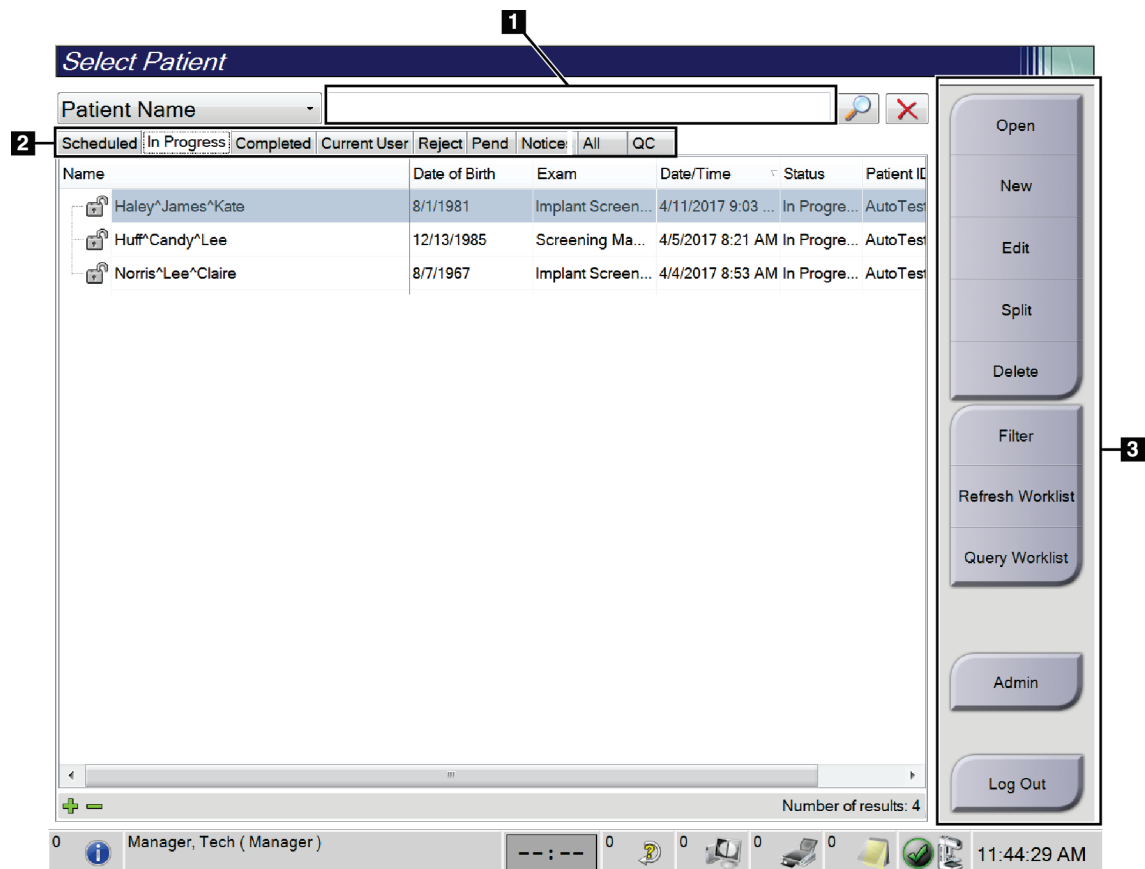 1
Select Patient
Patient Name
2
Scheduled In Progress Completed Current User Reject Pend Notice All QC
Name Date of Birth Exam Date/Time Status Patient ID
Haley^James^Kate 8/1/1981 Implant Screen... 4/11/2017 9:03 ... In Progre... AutoTest
Huff^Candy^Lee 12/13/1985 Screening Ma... 4/5/2017 8:21 AM In Progre... AutoTest
Norris^Lee^Claire 8/7/1967 Implant Screen... 4/4/2017 8:53 AM In Progre... AutoTest
Open
New
Edit
Split
Delete
Filter
3
Refresh Worklist
Query Worklist
Admin
Log Out
Number of results: 4
0 Manager, Tech ( Manager ) --:-- 0 0 0 0 11:44:29 AM